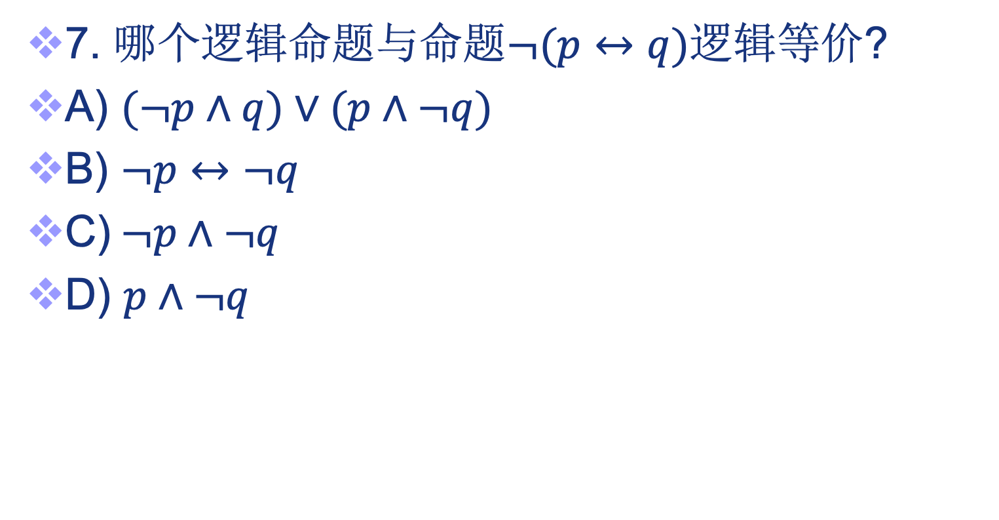 ❖7. 哪个逻辑命题与命题¬(p ↔ q)逻辑等价?
❖A) (¬p ∧ q) ∨ (p ∧ ¬q)
❖B) ¬p ↔ ¬q
❖C) ¬p ∧ ¬q
❖D) p ∧ ¬q